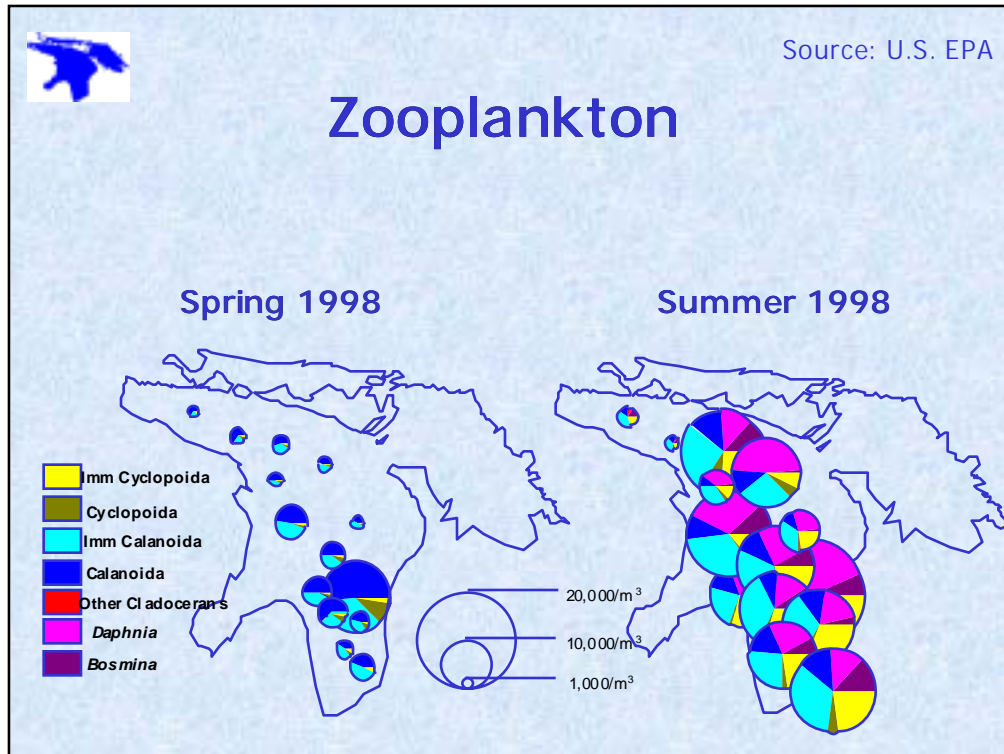 Source: U.S. EPA
Zooplankton
Spring 1998
Summer 1998
Imm Cyclopoida
Cyclopoida
Imm Calanoida
Calanoida
Other Cladocerans
Daphnia
Bosmina
20,000/m³
10,000/m³
1,000/m³